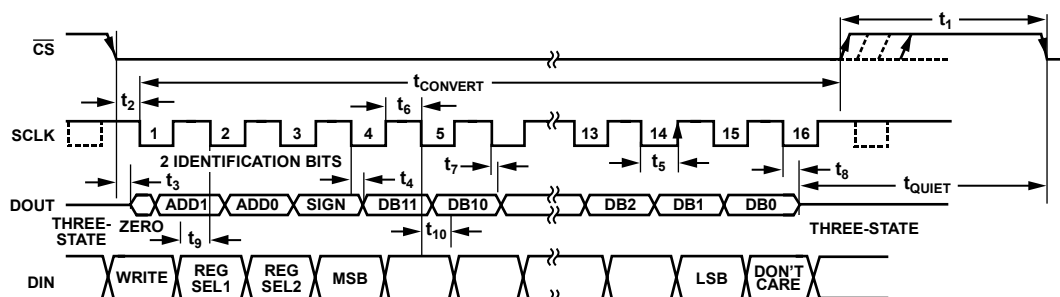 t1
CS
tCONVERT
t2
t6
SCLK
1 2 3 4 5 13 14 15 16
2 IDENTIFICATION BITS
t3
t4
t7
t5
t8
tQUIET
DOUT
ADD1 ADD0 SIGN DB11 DB10 DB2 DB1 DB0
THREE-
STATE
ZERO
THREE-STATE
t9
t10
DIN
WRITE
REG
SEL1
REG
SEL2
MSB
LSB
DON'T
CARE